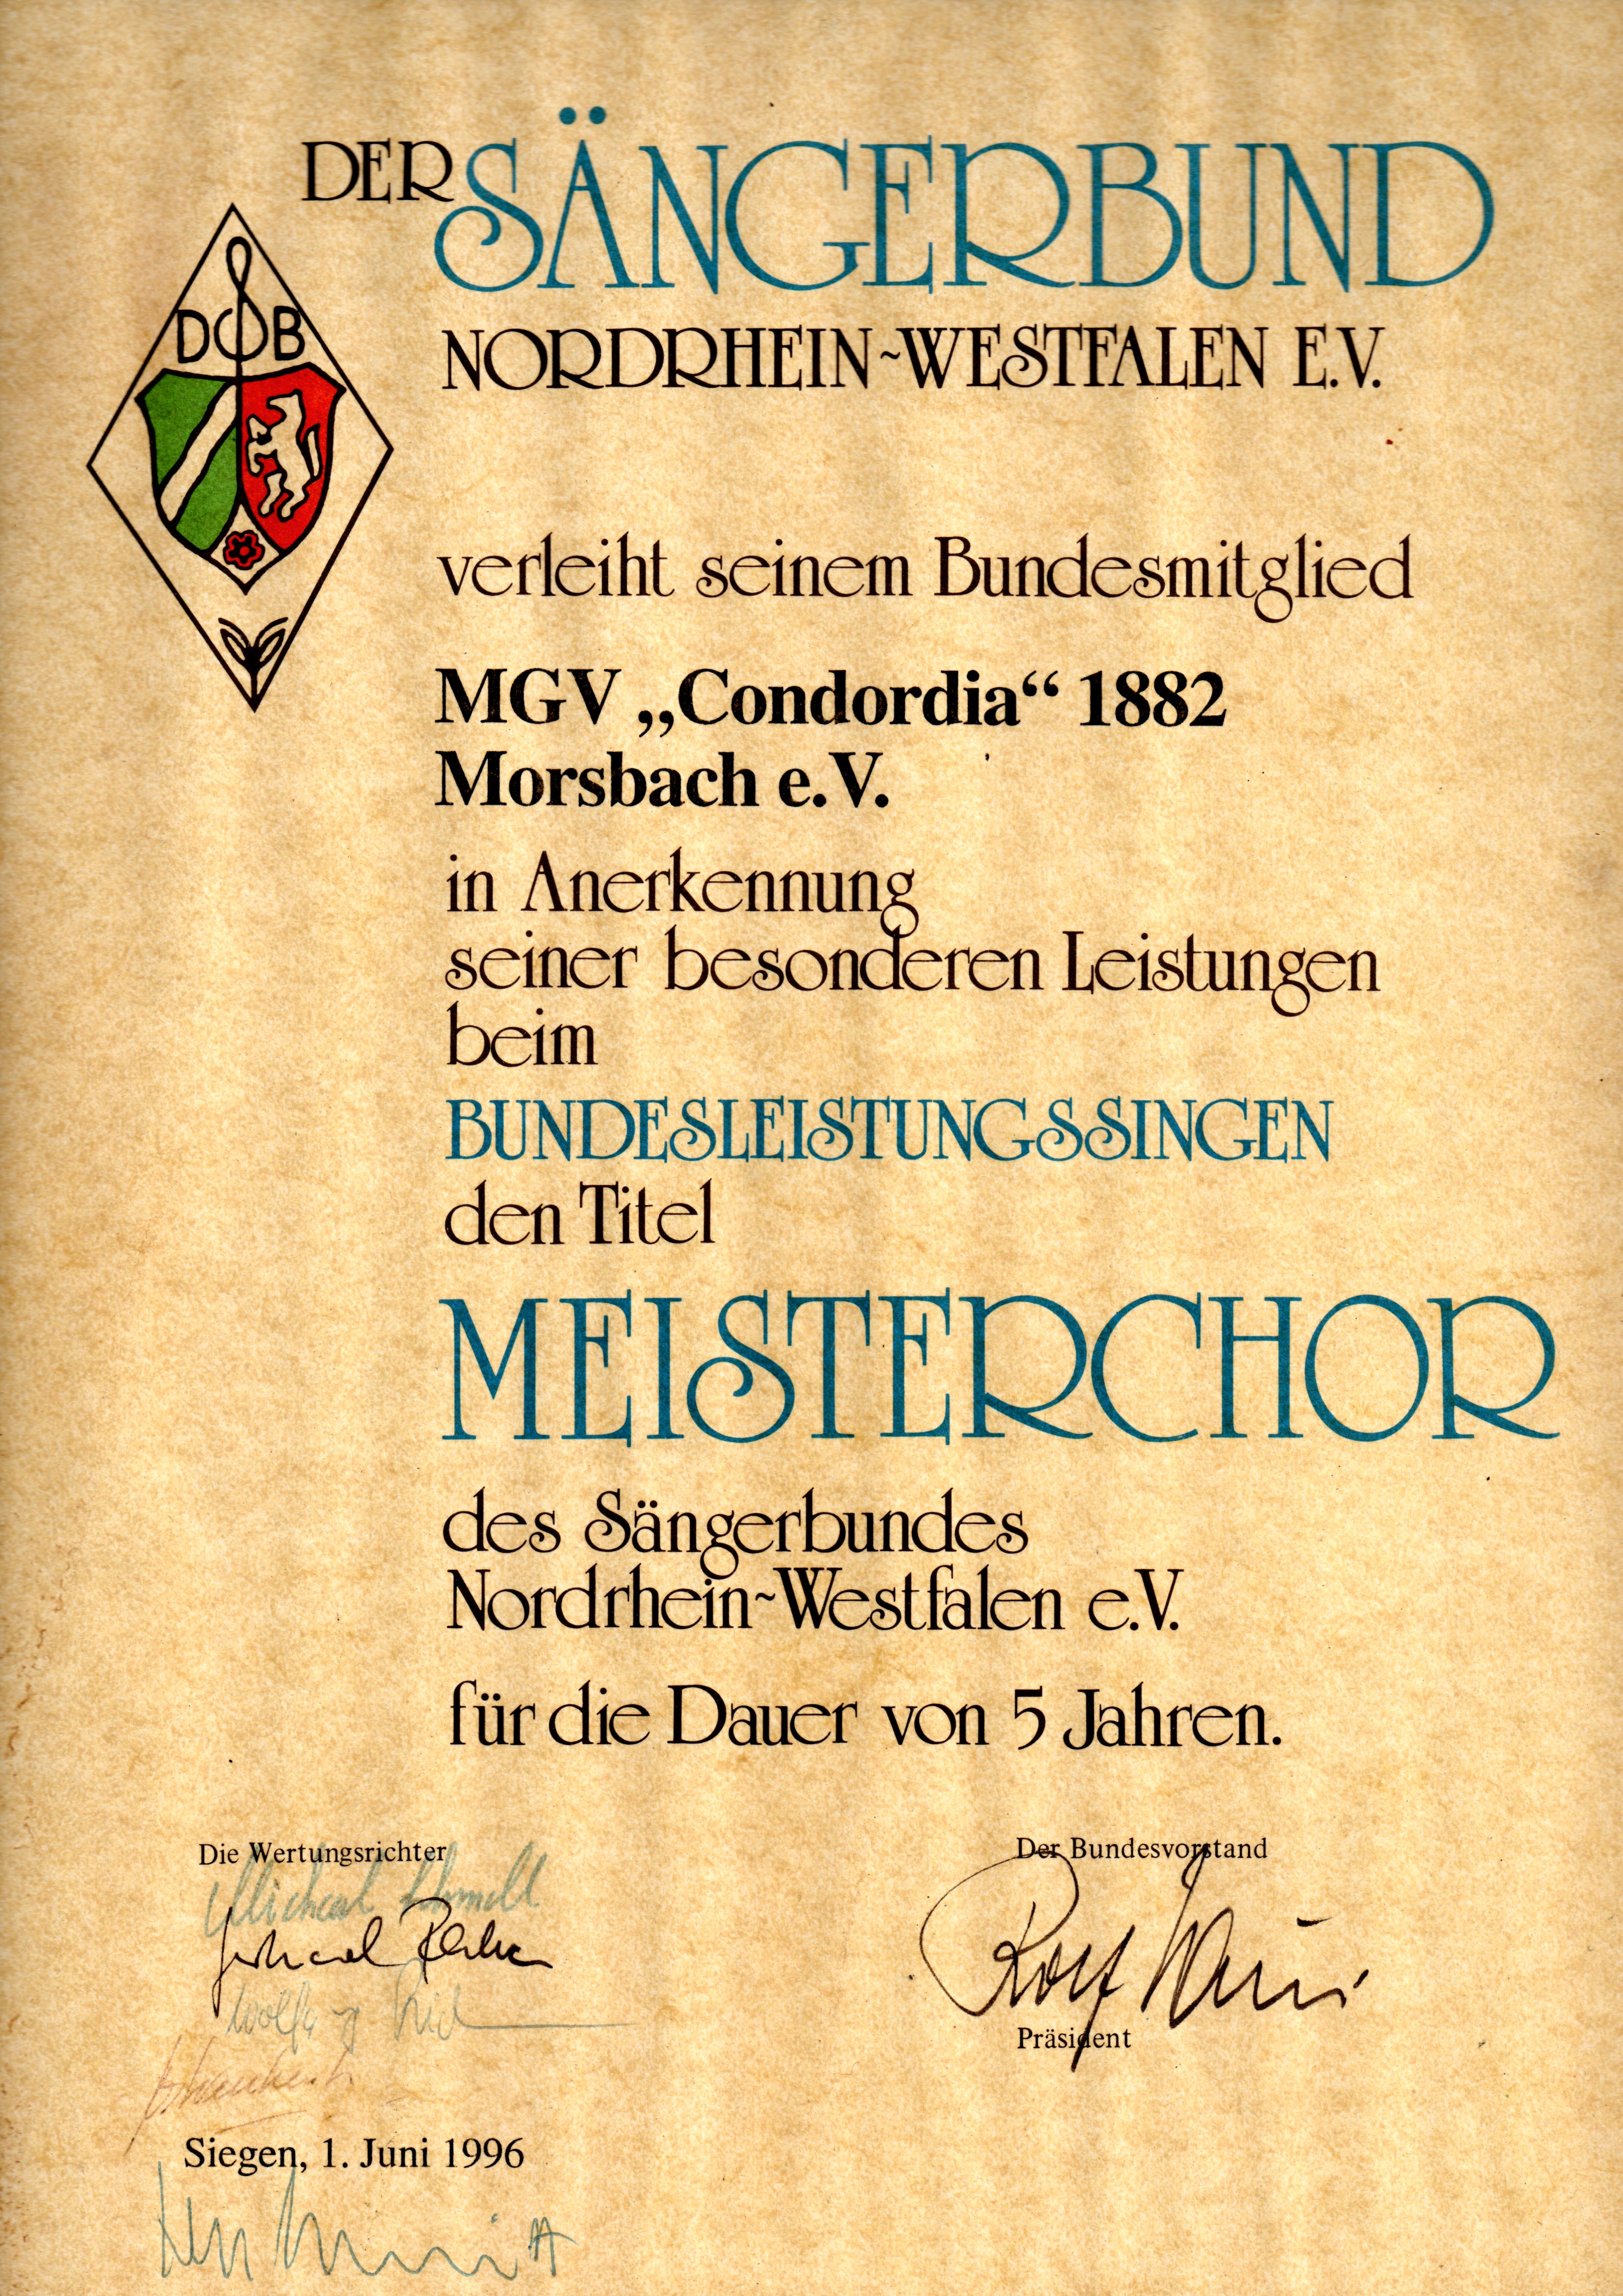 DER SÄNGERBUND
NORDRHEIN-WESTFALEN E.V.
DSB
verleiht seinem Bundesmitglied
MGV „Condordia“ 1882
Morsbach e.V.
in Anerkennung
seiner besonderen Leistungen
beim
BUNDESLEISTUNGSSINGEN
den Titel
MEISTERCHOR
des Sängerbundes
Nordrhein-Westfalen e.V.
für die Dauer von 5 Jahren.
Die Wertungsrichter
Der Bundesvorstand
Rolf
Präsident
Siegen, 1. Juni 1996